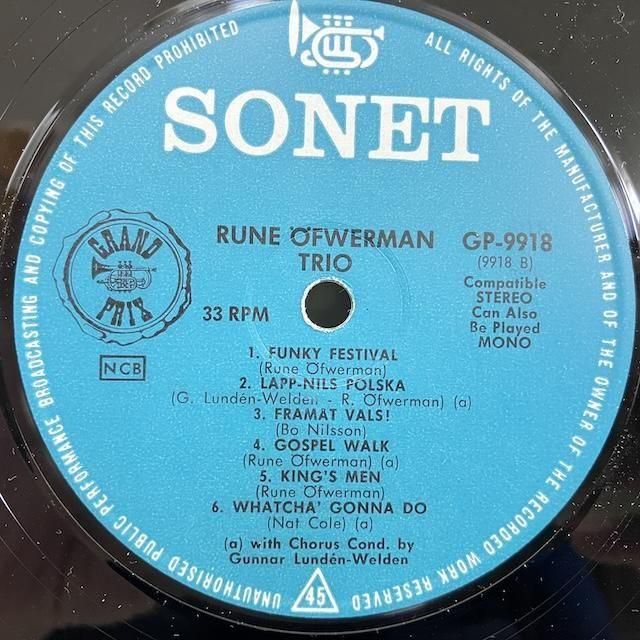 SONET
UNAUTHORISED PUBLIC PERFORMANCE BROADCASTING AND COPYING OF THIS RECORD PROHIBITED
ALL RIGHTS OF THE MANUFACTURER AND OF THE OWNER OF THE RECORDED WORK RESERVED
GRAND
PRIX
NCB
RUNE ÖFWERMAN
TRIO
33 RPM
GP-9918
(9918 B)
Compatible
STEREO
Can Also
Be Played
MONO
1. FUNKY FESTIVAL
(Rune Öfwerman)
2. LAPP-NILS POLSKA
(G. Lundén-Welden - R. Öfwerman) (a)
3. FRAMAT VALS!
(Bo Nilsson)
4. GOSPEL WALK
(Rune Öfwerman) (a)
5. KING'S MEN
(Rune Öfwerman)
6. WHATCHA' GONNA DO
(Nat Cole) (a)
(a) with Chorus Cond. by
Gunnar Lundén-Welden
45